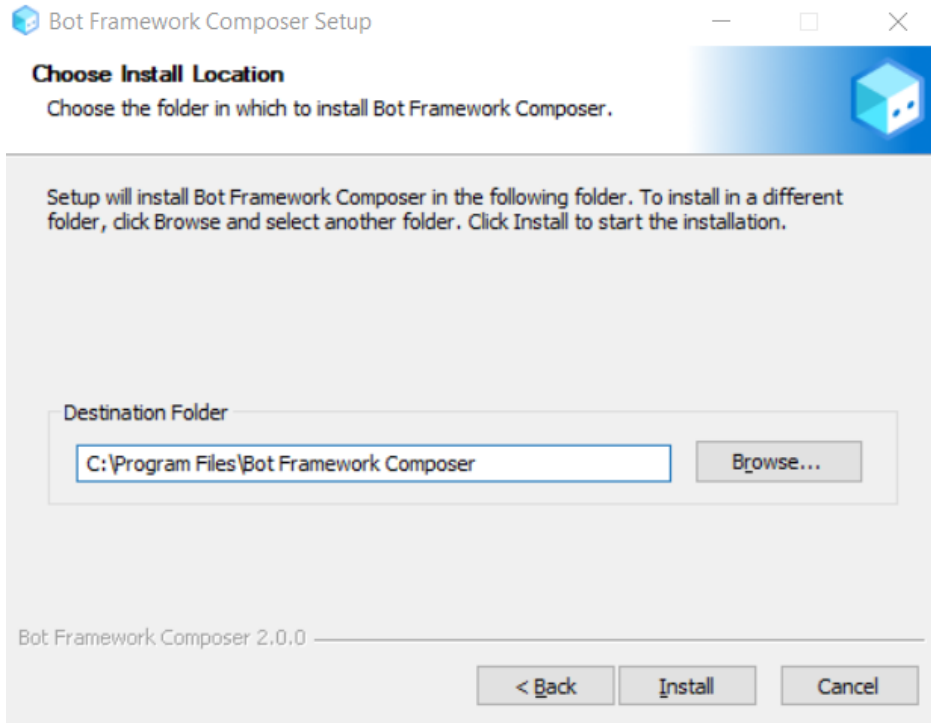 Bot Framework Composer Setup
Choose Install Location
Choose the folder in which to install Bot Framework Composer.
Setup will install Bot Framework Composer in the following folder. To install in a different
folder, click Browse and select another folder. Click Install to start the installation.
Destination Folder
C:\Program Files\Bot Framework Composer
Browse...
Bot Framework Composer 2.0.0
< Back
Install
Cancel